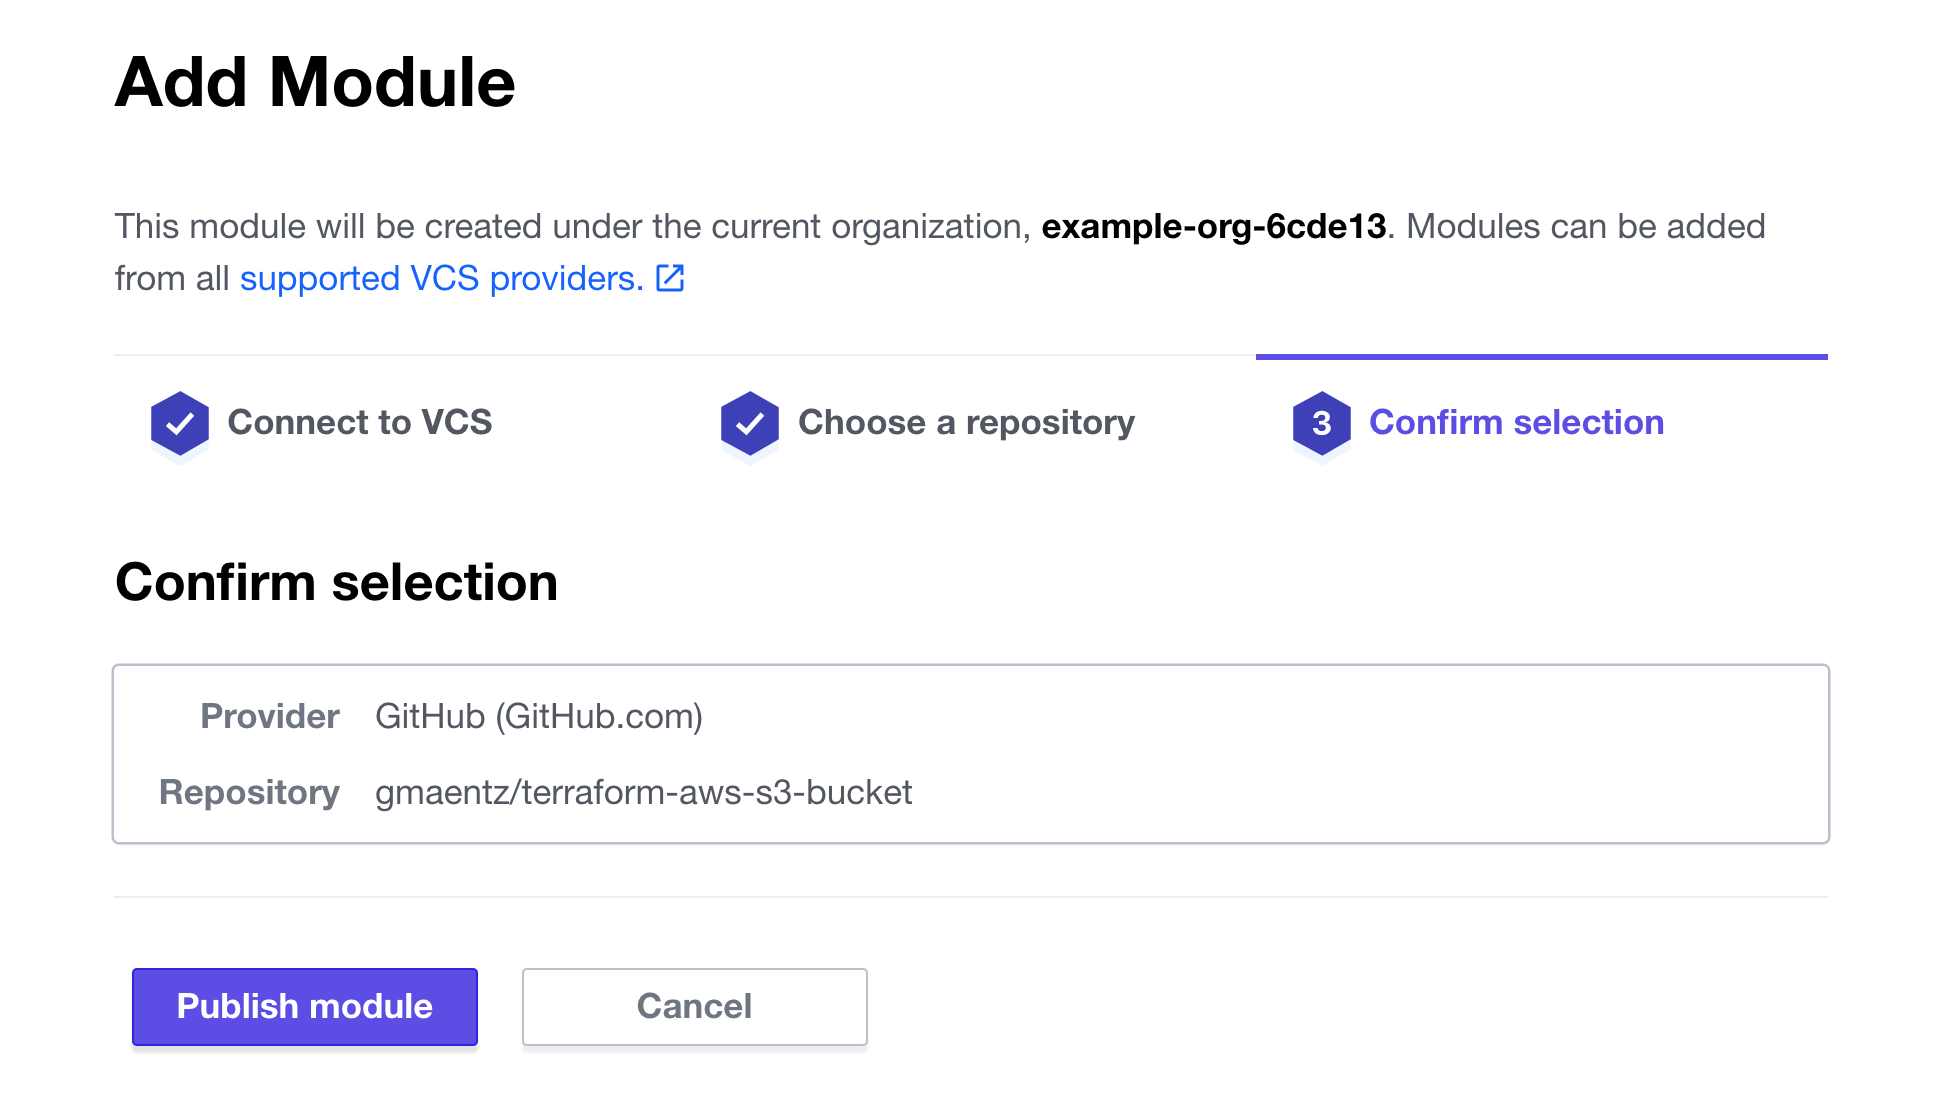 Add Module
This module will be created under the current organization, example-org-6cde13. Modules can be added
from all supported VCS providers.
Connect to VCS
Choose a repository
3 Confirm selection
Confirm selection
Provider GitHub (GitHub.com)
Repository gmaentz/terraform-aws-s3-bucket
Publish module
Cancel